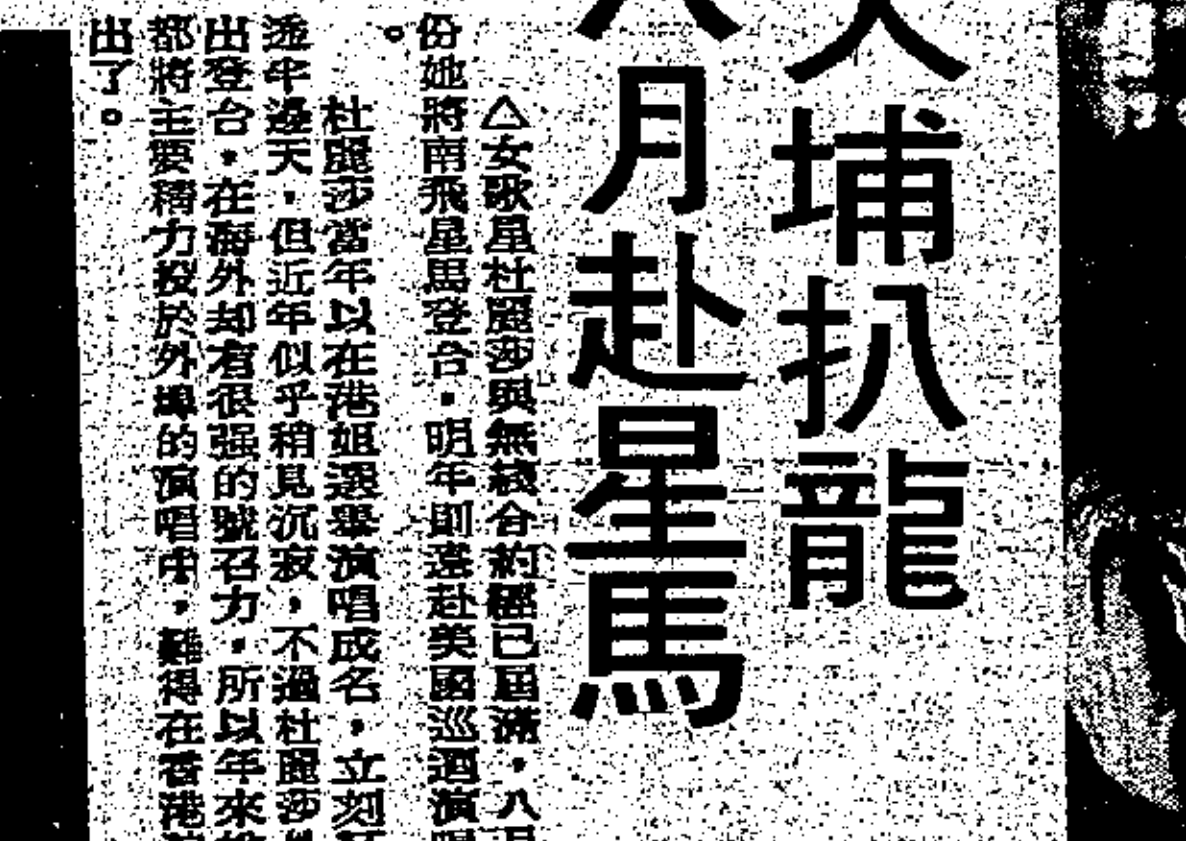 大埔扒龍
八月赴星馬
△女歌星杜麗莎與無綫合約經已屆滿，八月
份她將南飛星馬登台，明年則遠赴美國巡迴演唱
。
杜麗莎當年以在港姐選舉演唱成名，立刻
透半邊天，但近年似乎稍見沉寂，不過杜麗莎
出登台，在海外却有很强的號召力，所以年來
都將主要精力投於外埠的演唱中，難得在香港
出了。